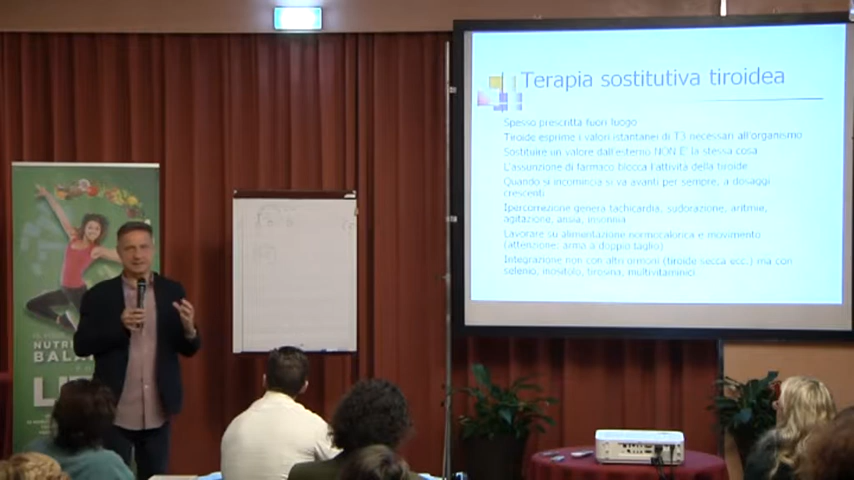 Terapia sostitutiva tiroidea
Spesso prescritta fuori luogo
Tiroide esprime i valori istantanei di T3 necessari all'organismo
Sostituire un valore dall'esterno NON E' la stessa cosa
L'assunzione di farmaco blocca l'attività della tiroide
Quando si incomincia si va avanti per sempre, a dosaggi
crescenti
Ipercorrezione genera tachicardia, sudorazione, aritmie,
agitazione, ansia, insonnia
Lavorare su alimentazione normocalorica e movimento
(attenzione: arma a doppio taglio)
Integrazione non con altri ormoni (tiroide secca ecc.) ma con
selenio, inositolo, tirosina, multivitaminici
NUTRI
BALA
LI